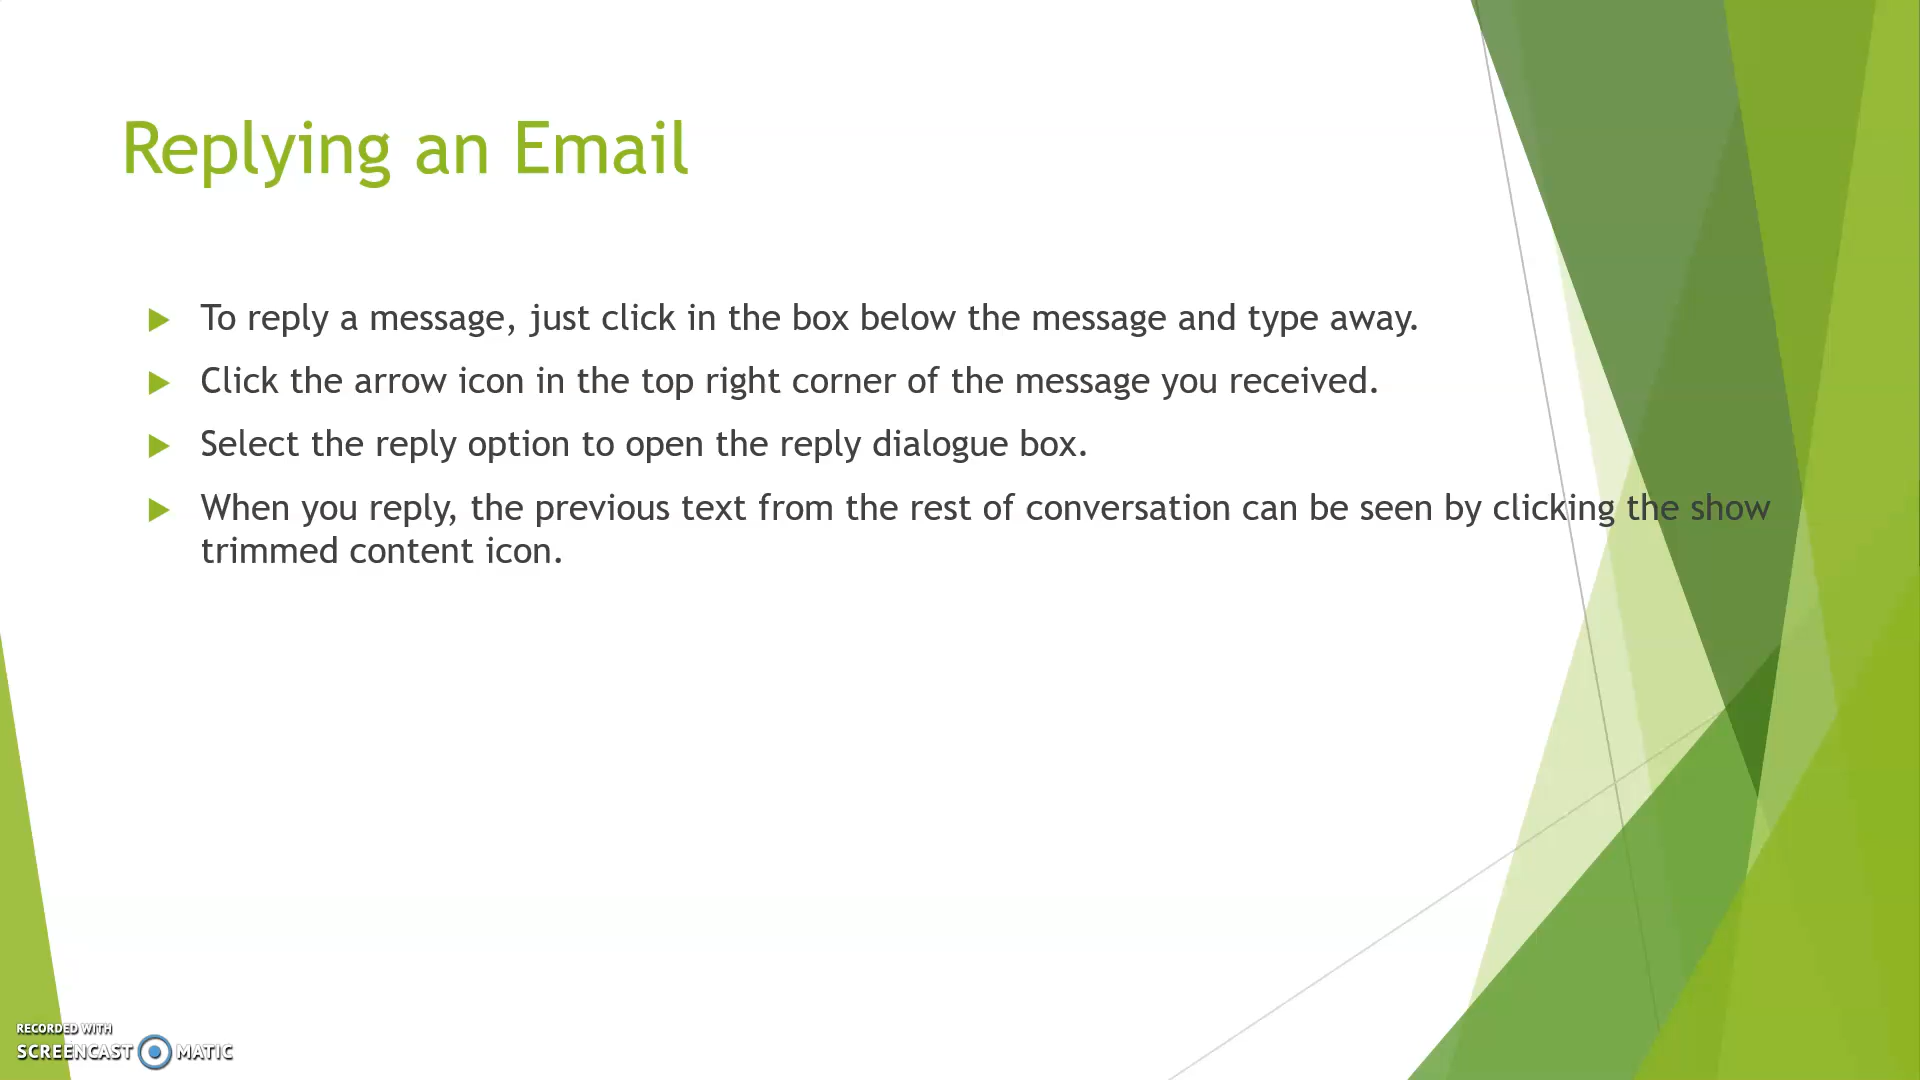 Replying an Email
To reply a message, just click in the box below the message and type away.
Click the arrow icon in the top right corner of the message you received.
Select the reply option to open the reply dialogue box.
When you reply, the previous text from the rest of conversation can be seen by clicking the show
trimmed content icon.
RECORDED WITH
SCREENCAST MATIC